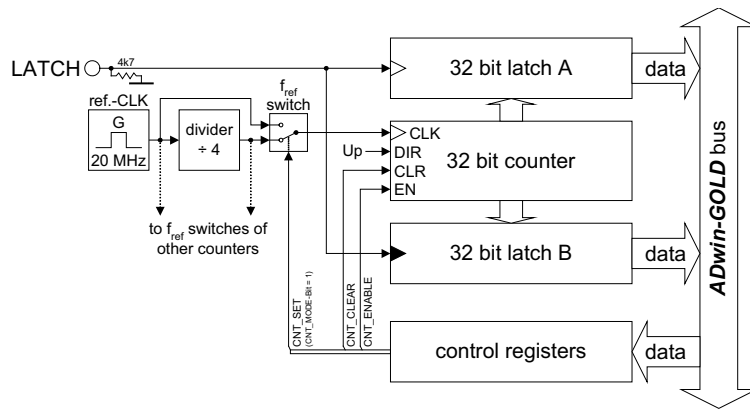 4k7
LATCH
32 bit latch A
data
ref.-CLK
fref
switch
G
20 MHz
divider
÷ 4
CLK
Up
DIR
32 bit counter
CLR
EN
to fref switches of
other counters
32 bit latch B
data
CNT_SET
(CNT_MODE-Bit = 1)
CNT_CLEAR
CNT_ENABLE
control registers
data
ADwin-GOLD bus